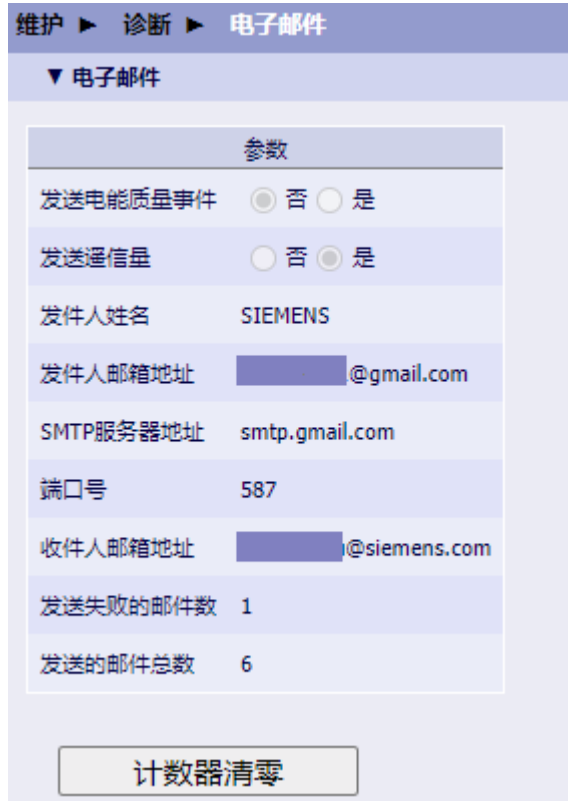 维护 ► 诊断 ► 电子邮件
▼ 电子邮件
参数
发送电能质量事件 否 是
发送遥信量 否 是
发件人姓名 SIEMENS
发件人邮箱地址 @gmail.com
SMTP服务器地址 smtp.gmail.com
端口号 587
收件人邮箱地址 @siemens.com
发送失败的邮件数 1
发送的邮件总数 6
计数器清零